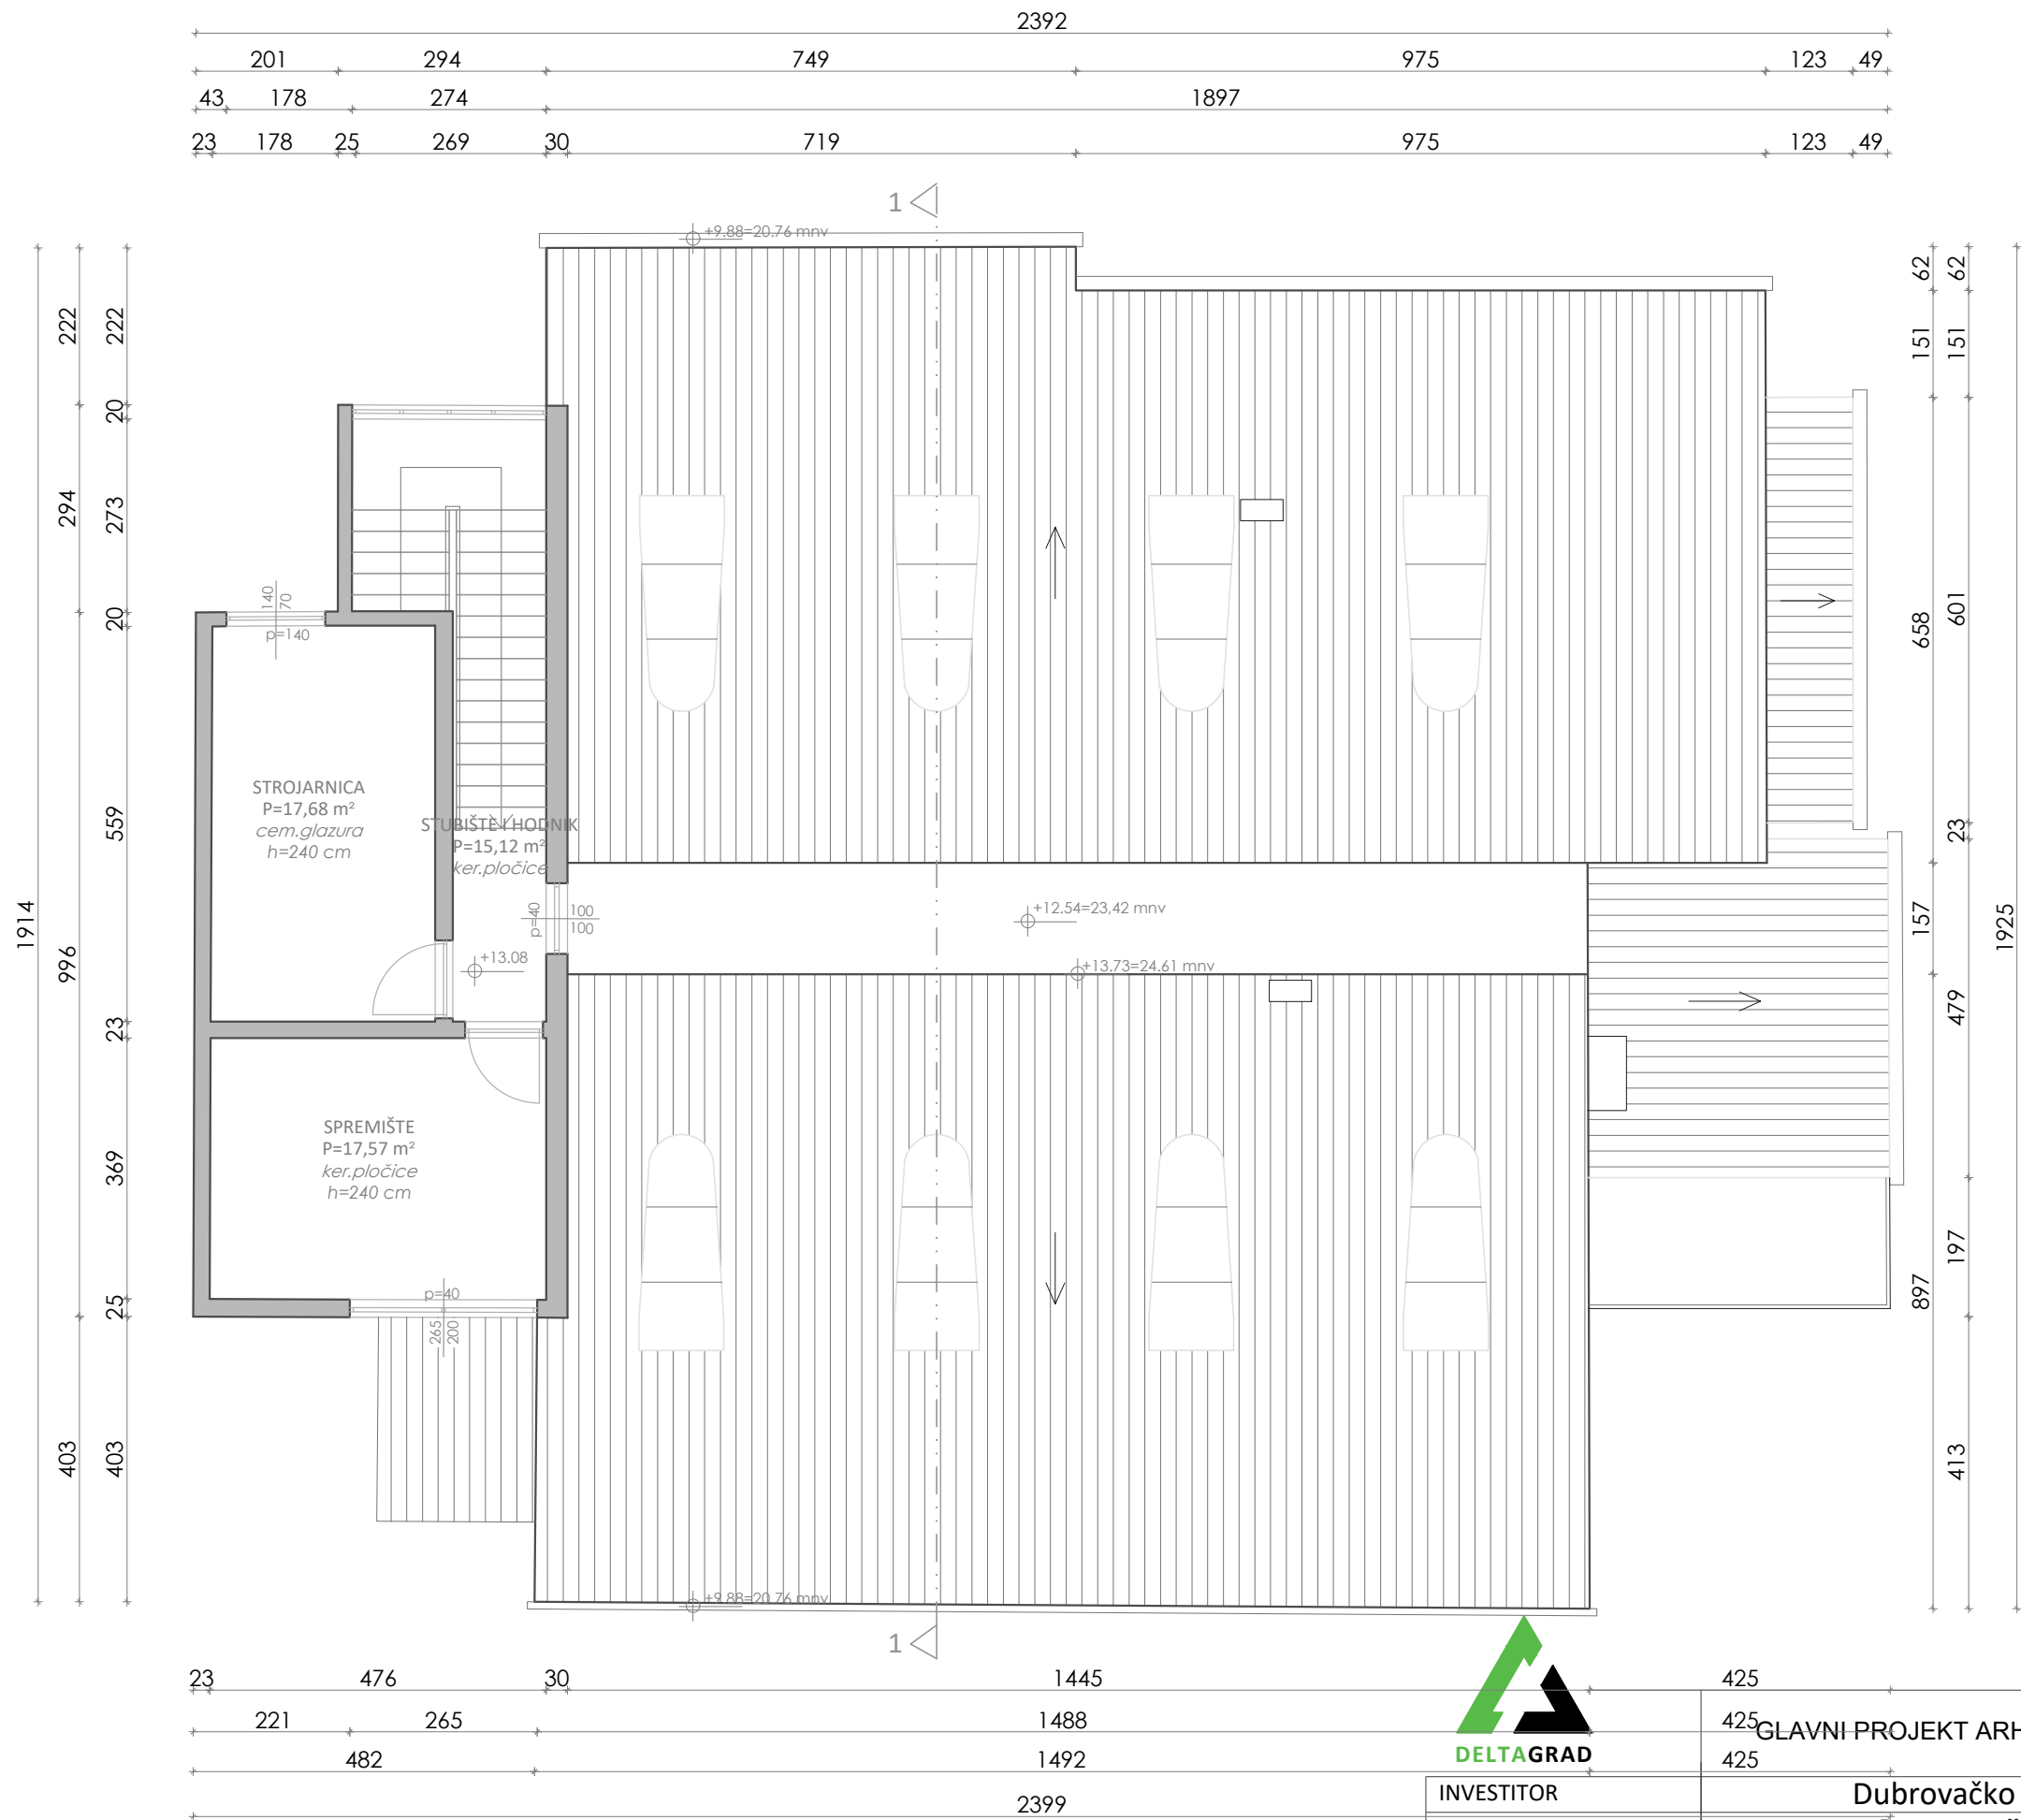 2392
201 294 749 975 123 49
43 178 274 1897
23 178 25 269 30 719 975 123 49
1
+9.88=20.76 mnv
62 62
222 222
151 151
20
294 273
140
70
p=140
20
658 601
STROJARNICA
P=17,68 m²
cem.glazura
h=240 cm
STUBIŠTE I HODNIK
P=15,12 m²
ker.pločice
559
23
1914
p=40
100
100
+12.54=23,42 mnv
157
1925
996
+13.08
+13.73=24.61 mnv
479
23
SPREMIŠTE
P=17,57 m²
ker.pločice
h=240 cm
369
197
p=40
265
200
25
897
403 403
413
+9.88=20.76 mnv
1
23 476 30 1445 425
221 265 1488 425
GLAVNI PROJEKT ARH
DELTAGRAD
482 1492 425
INVESTITOR Dubrovačko
2399